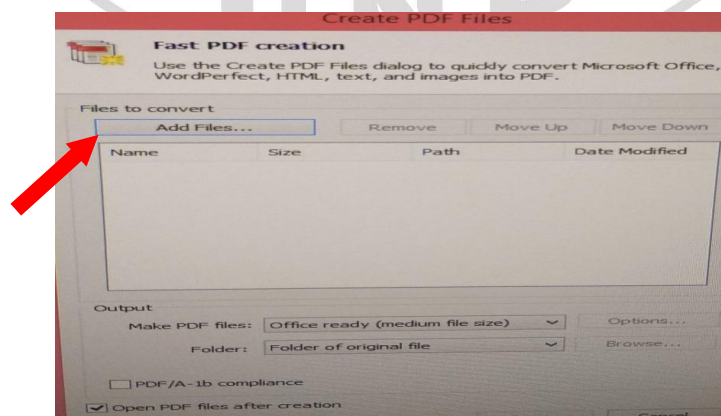 Create PDF Files
Fast PDF creation
Use the Create PDF Files dialog to quickly convert Microsoft Office,
WordPerfect, HTML, text, and images into PDF.
Files to convert
Add Files... Remove Move Up Move Down
Name Size Path Date Modified
Output
Make PDF files: Office ready (medium file size) Options...
Folder: Folder of original file Browse...
PDF/A-1b compliance
Open PDF files after creation
Cancel